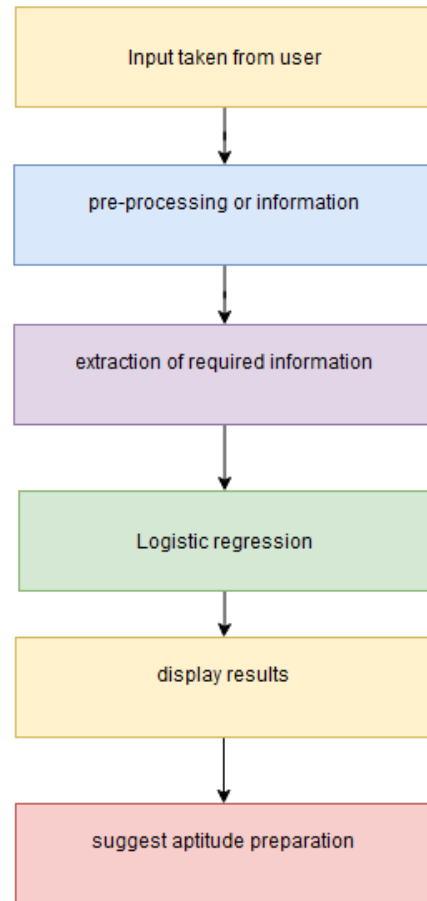 Input taken from user
pre-processing or information
extraction of required information
Logistic regression
display results
suggest aptitude preparation